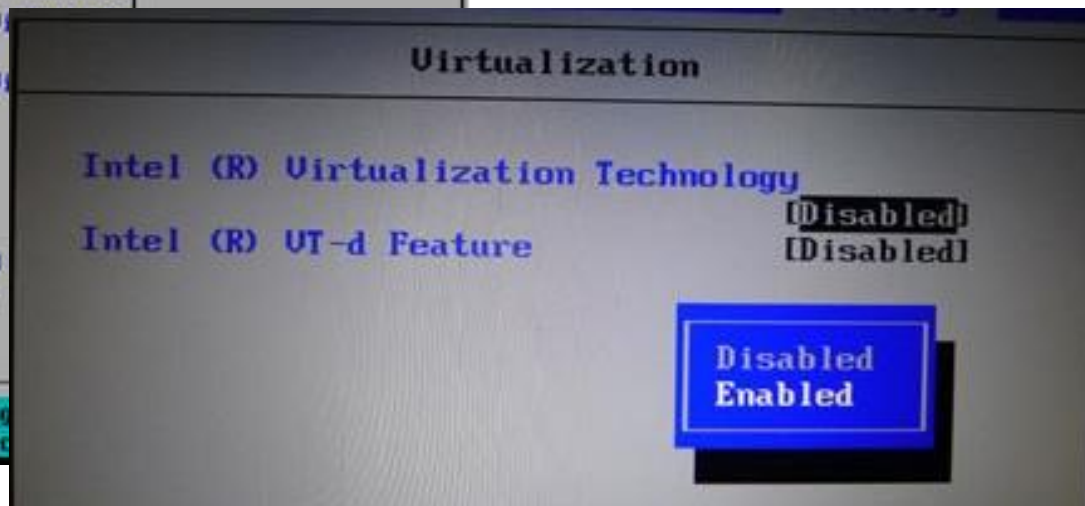 Virtualization
Intel (R) Virtualization Technology
[Disabled]
Intel (R) VT-d Feature [Disabled]
Disabled
Enabled